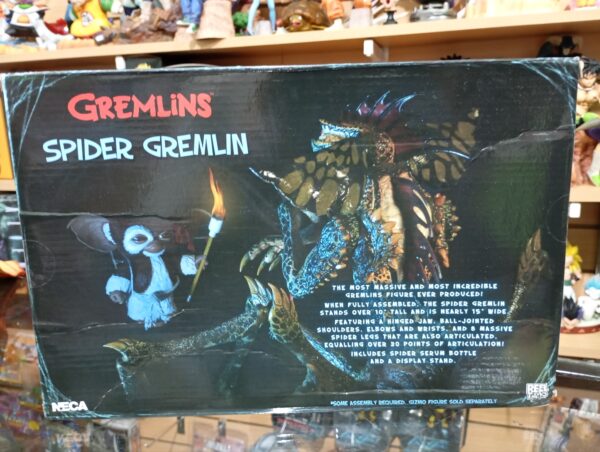 GREMLINS
SPIDER GREMLIN
THE MOST MASSIVE AND MOST INCREDIBLE
GREMLINS FIGURE EVER PRODUCED!
WHEN FULLY ASSEMBLED, THE SPIDER GREMLIN
STANDS OVER 10" TALL AND IS NEARLY 15" WIDE
FEATURING A HINGED JAW, BALL-JOINTED
SHOULDERS, ELBOWS AND WRISTS, AND 8 MASSIVE
SPIDER LEGS THAT ARE ALSO ARTICULATED,
EQUALLING OVER 30 POINTS OF ARTICULATION!
INCLUDES SPIDER SERUM BOTTLE
AND A DISPLAY STAND.
NECA
*SOME ASSEMBLY REQUIRED, GIZMO FIGURE SOLD SEPARATELY
REEL
TOYS